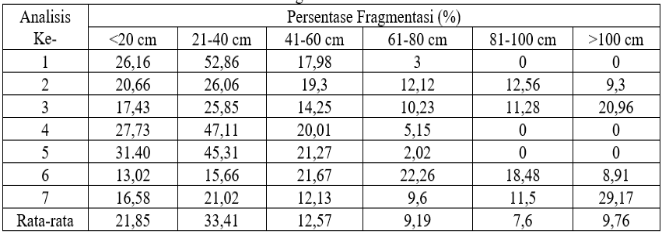 Analisis Ke- Persentase Fragmentasi (%)
<20 cm 21-40 cm 41-60 cm 61-80 cm 81-100 cm >100 cm
1 26,16 52,86 17,98 3 0 0
2 20,66 26,06 19,3 12,12 12,56 9,3
3 17,43 25,85 14,25 10,23 11,28 20,96
4 27,73 47,11 20,01 5,15 0 0
5 31.40 45,31 21,27 2,02 0 0
6 13,02 15,66 21,67 22,26 18,48 8,91
7 16,58 21,02 12,13 9,6 11,5 29,17
Rata-rata 21,85 33,41 12,57 9,19 7,6 9,76